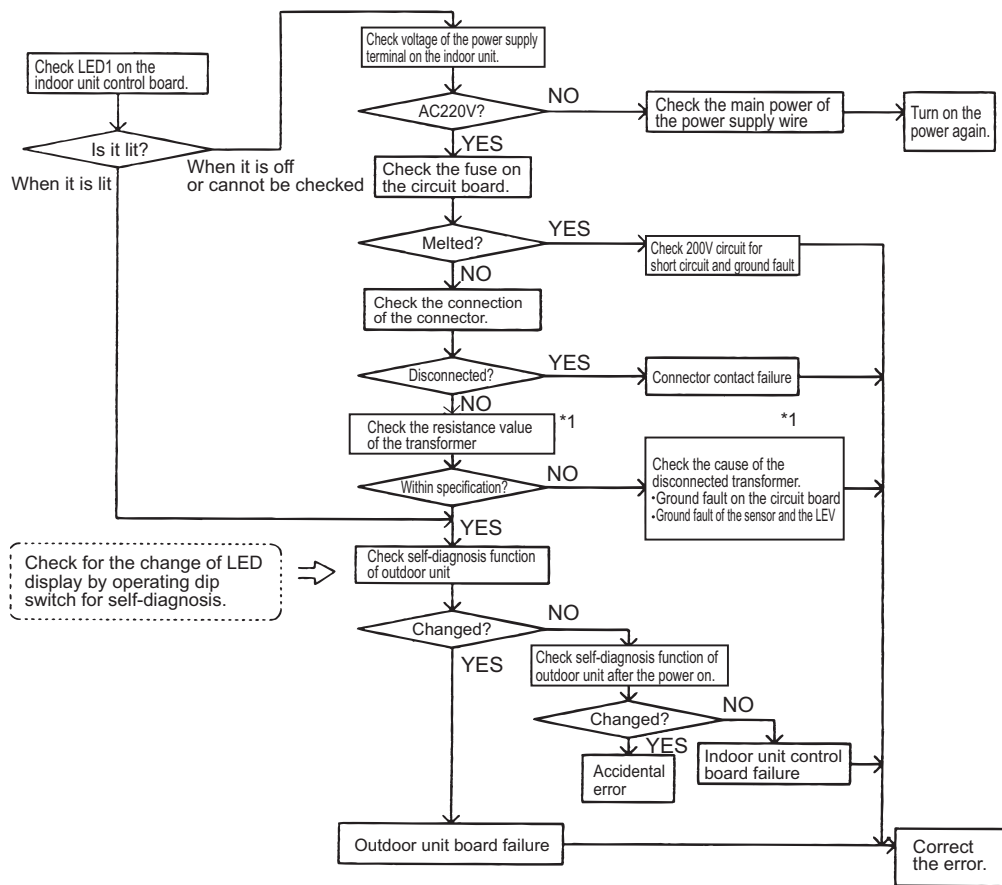 Check LED1 on the
indoor unit control board.
Is it lit?
When it is lit
When it is off
or cannot be checked
Check voltage of the power supply
terminal on the indoor unit.
AC220V?
NO
Check the main power of
the power supply wire
Turn on the
power again.
YES
Check the fuse on
the circuit board.
Melted?
YES
Check 200V circuit for
short circuit and ground fault
NO
Check the connection
of the connector.
Disconnected?
YES
Connector contact failure
NO
Check the resistance value
of the transformer
*1
*1
Within specification?
NO
Check the cause of the
disconnected transformer.
•Ground fault on the circuit board
•Ground fault of the sensor and the LEV
YES
Check for the change of LED
display by operating dip
switch for self-diagnosis.
Check self-diagnosis function
of outdoor unit
Changed?
NO
YES
Check self-diagnosis function of
outdoor unit after the power on.
Changed?
NO
YES
Accidental
error
Indoor unit control
board failure
Outdoor unit board failure
Correct
the error.